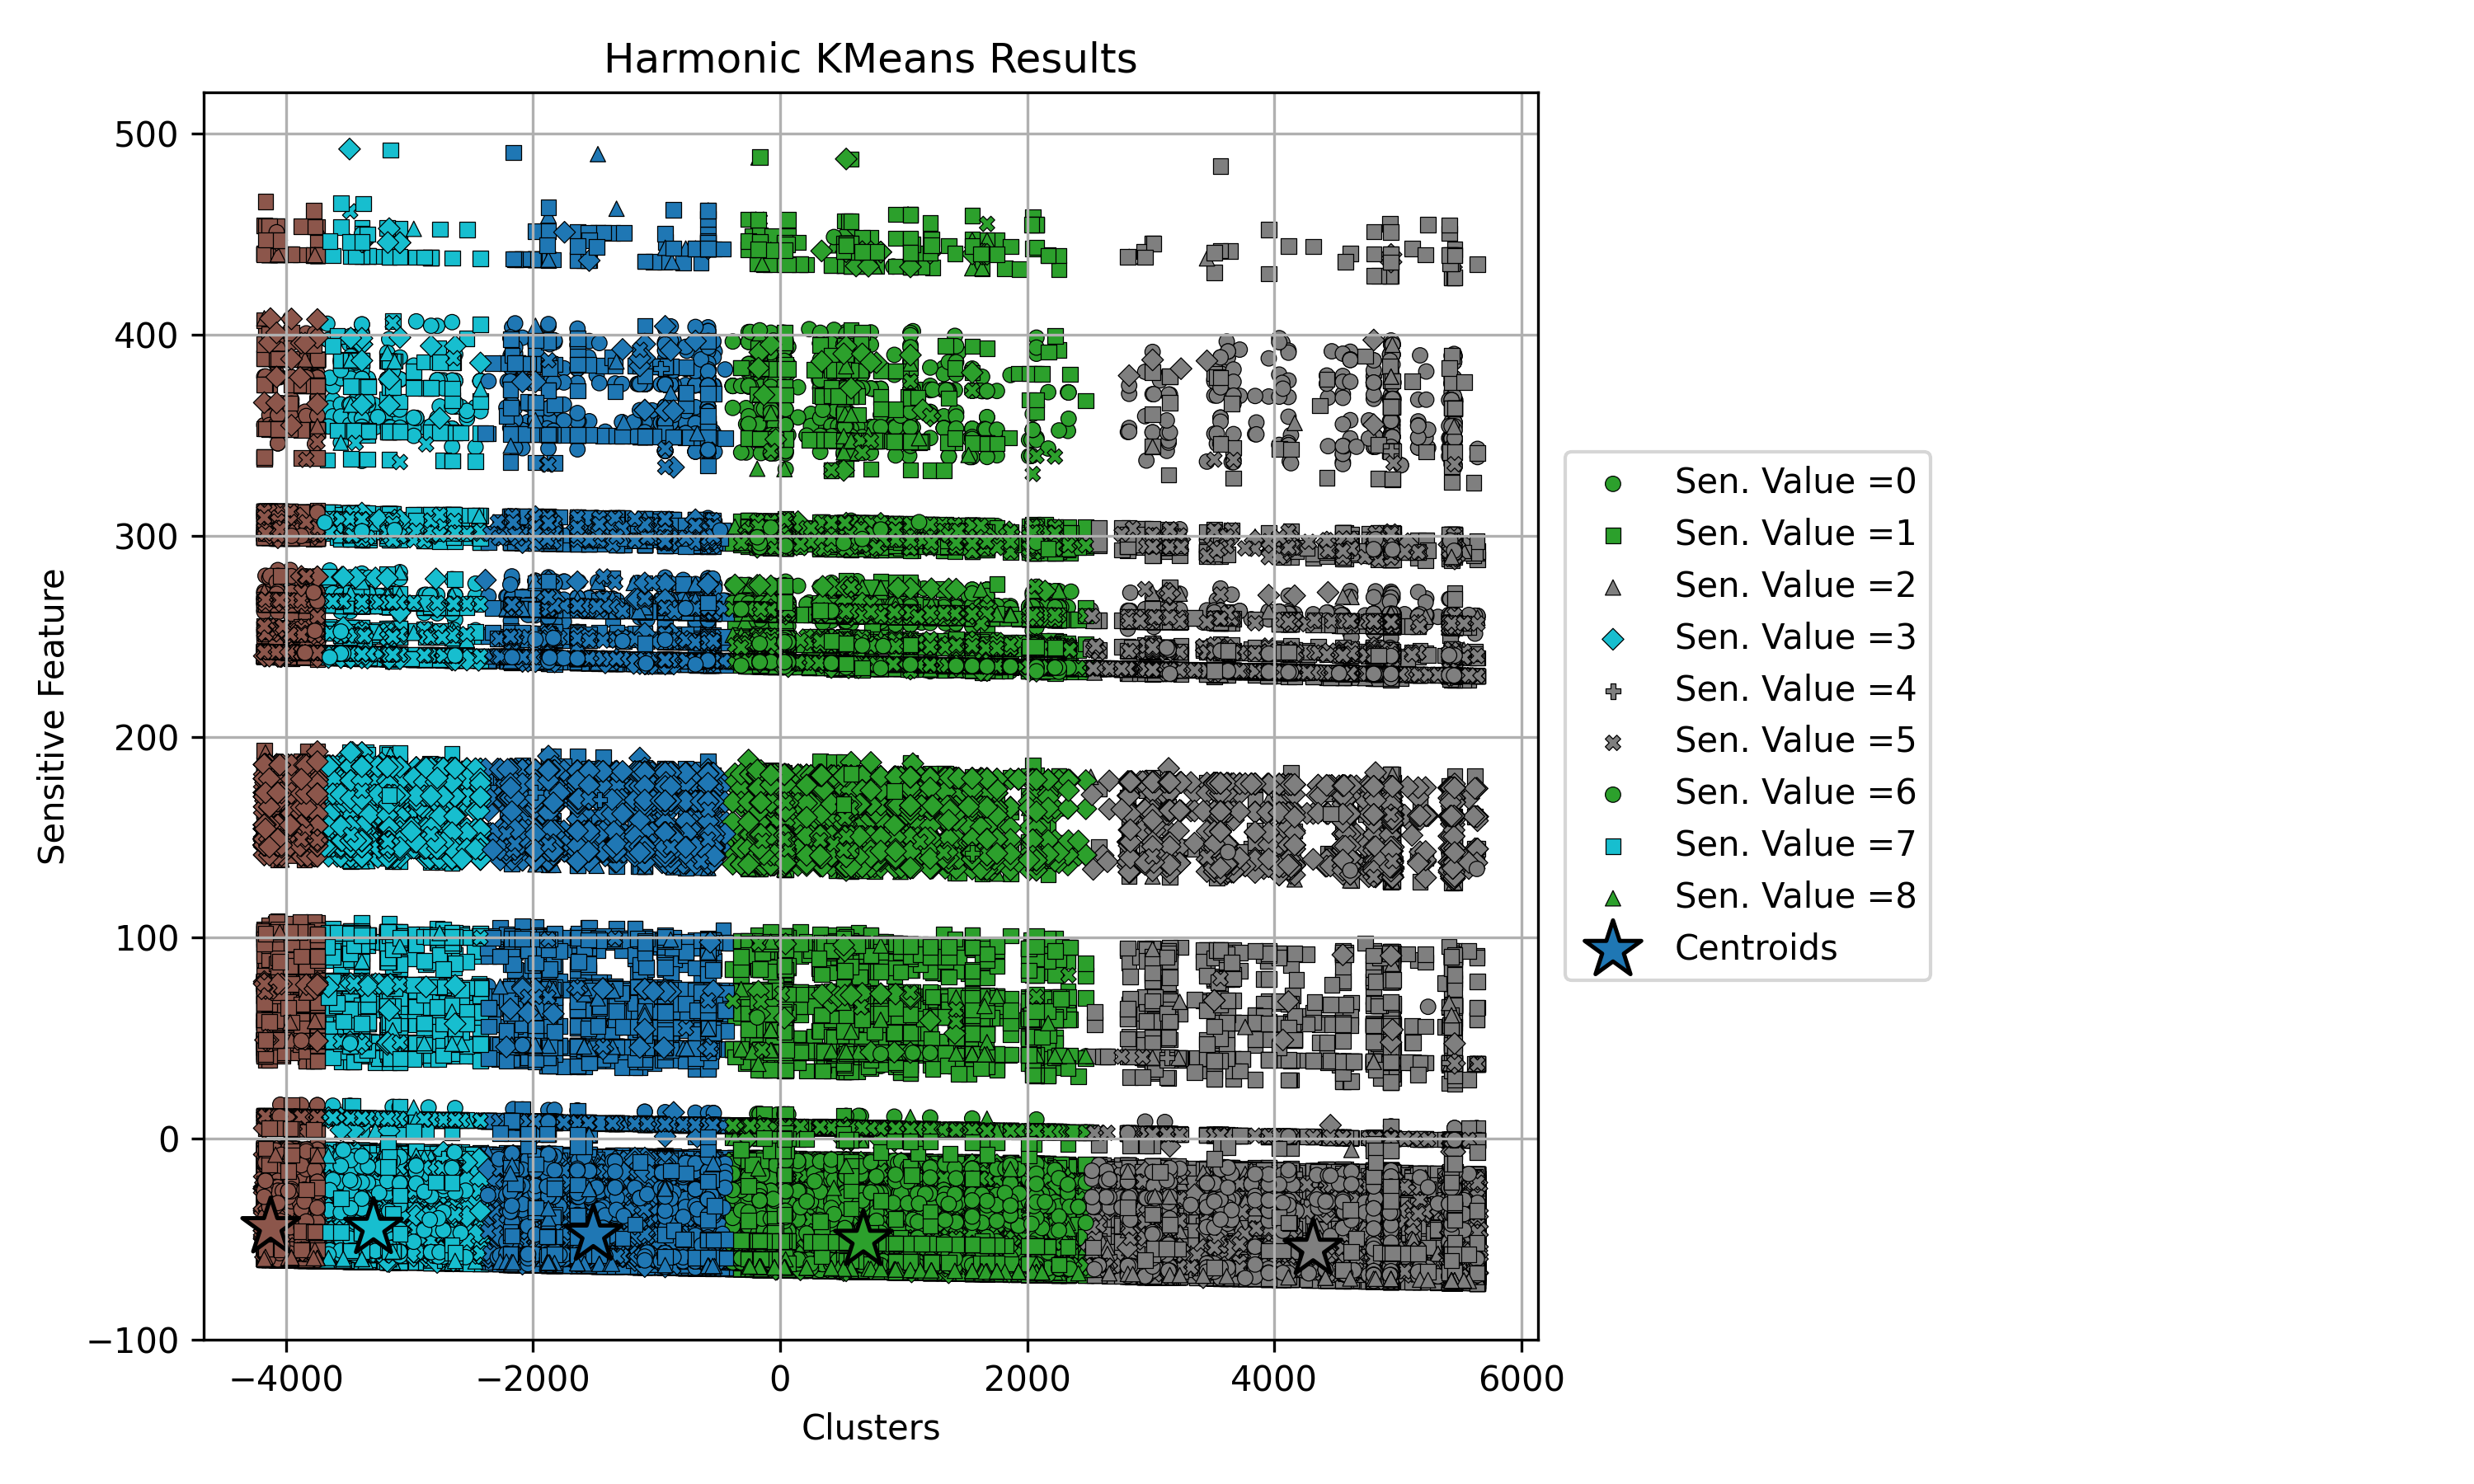 Harmonic KMeans Results
Sensitive Feature
500
400
300
200
100
0
−100
−4000
−2000
0
2000
4000
6000
Clusters
Sen. Value =0
Sen. Value =1
Sen. Value =2
Sen. Value =3
Sen. Value =4
Sen. Value =5
Sen. Value =6
Sen. Value =7
Sen. Value =8
Centroids